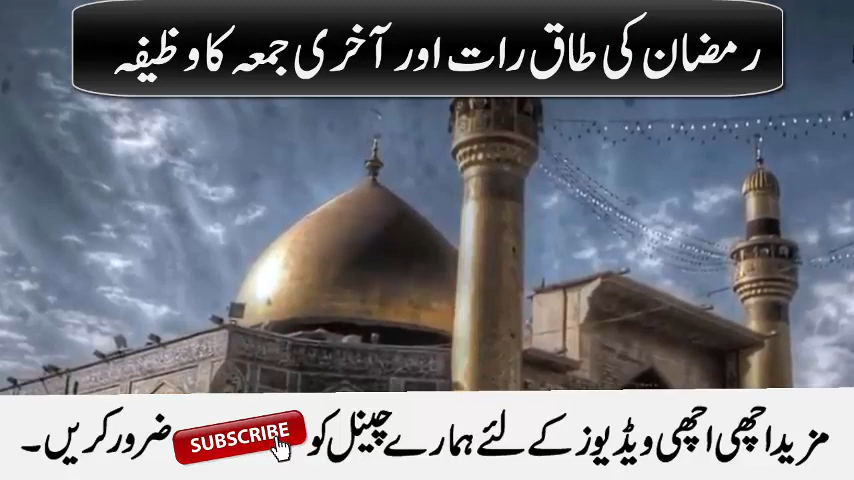 رمضان کی طاق رات اور آخری جمعہ کا وظیفہ
مزید اچھی اچھی ویڈیوز کے لئے ہمارے چینل کو SUBSCRIBE ضرور کریں۔